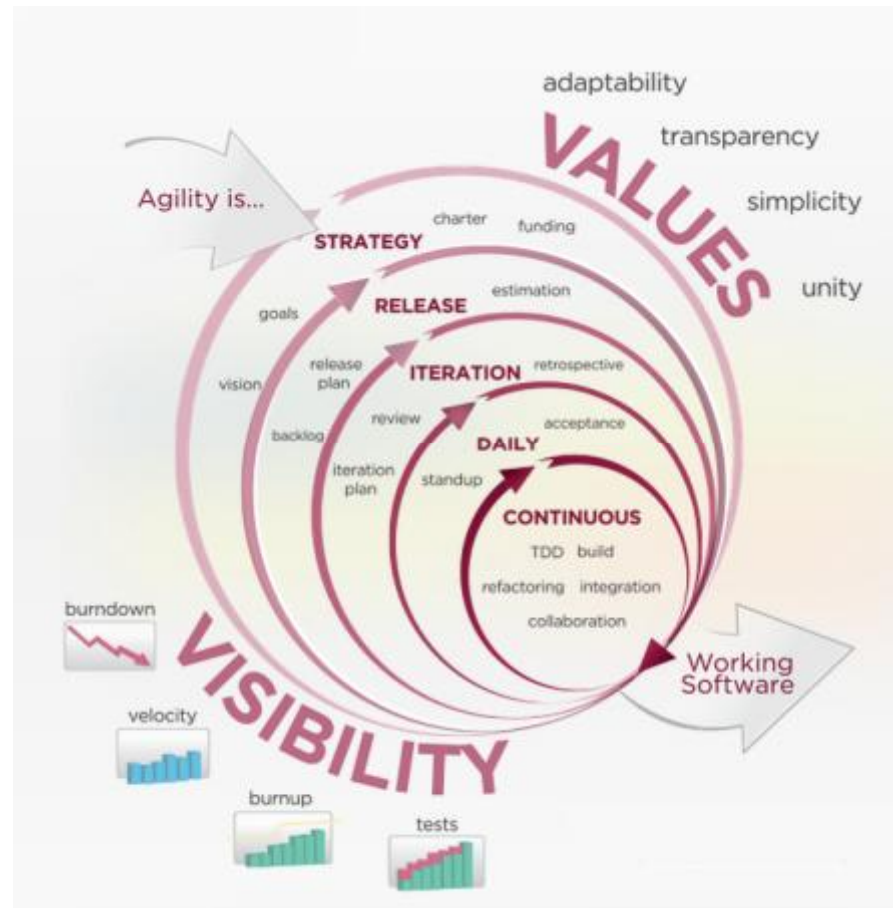 adaptability
VALUES
transparency
simplicity
unity
Agility is...
STRATEGY
charter
funding
goals
vision
RELEASE
estimation
release
plan
backlog
ITERATION
retrospective
review
iteration
plan
DAILY
acceptance
standup
CONTINUOUS
TDD build
refactoring integration
collaboration
Working
Software
VISIBILITY
burndown
velocity
burnup
tests